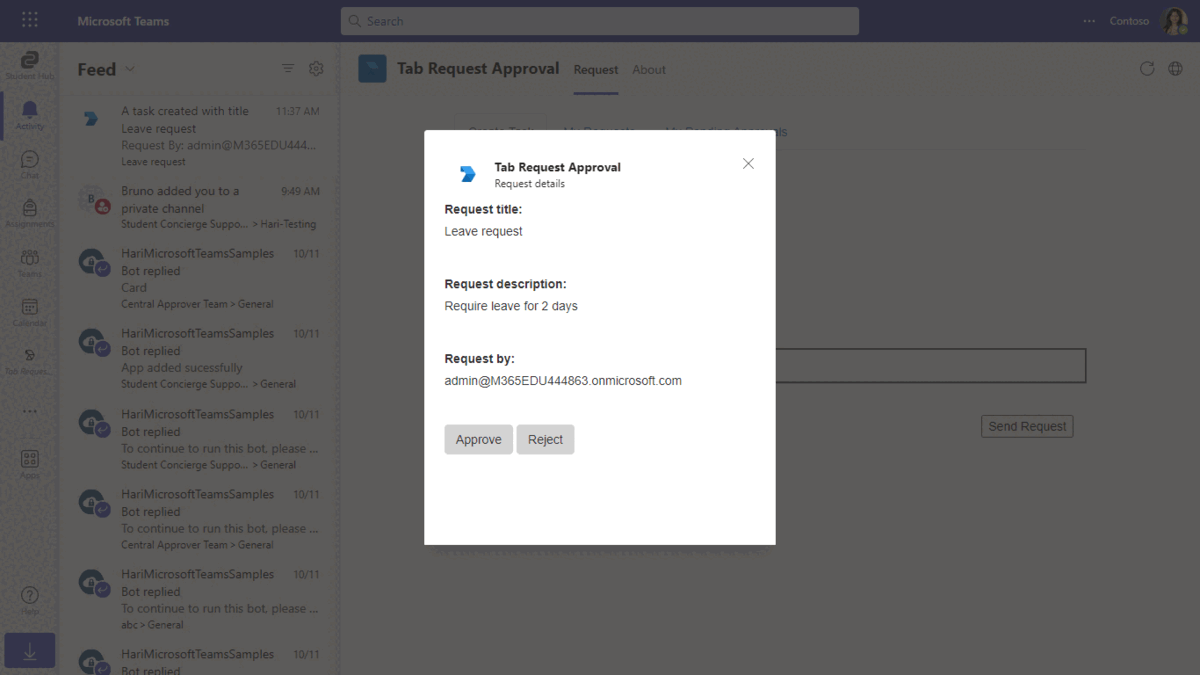 Microsoft Teams
Search
Contoso
Student Hub
Activity
Chat
Assignments
Teams
Calendar
Tab Reques...
Apps
Help
Feed
A task created with title 11:37 AM
Leave request
Request By: admin@M365EDU444...
Leave request
B
Bruno added you to a 9:49 AM
private channel
Student Concierge Suppo... > Hari-Testing
HariMicrosoftTeamsSamples 10/11
Bot replied
Card
Central Approver Team > General
HariMicrosoftTeamsSamples 10/11
Bot replied
App added sucessfully
Student Concierge Suppo... > General
HariMicrosoftTeamsSamples 10/11
Bot replied
To continue to run this bot, please ...
Student Concierge Suppo... > General
HariMicrosoftTeamsSamples 10/11
Bot replied
To continue to run this bot, please ...
Central Approver Team > General
HariMicrosoftTeamsSamples 10/11
Bot replied
To continue to run this bot, please ...
abc > General
HariMicrosoftTeamsSamples 10/11
Bot replied
Tab Request Approval Request About
Tab Request Approval
Request details
Request title:
Leave request
Request description:
Require leave for 2 days
Request by:
admin@M365EDU444863.onmicrosoft.com
Approve Reject
Send Request